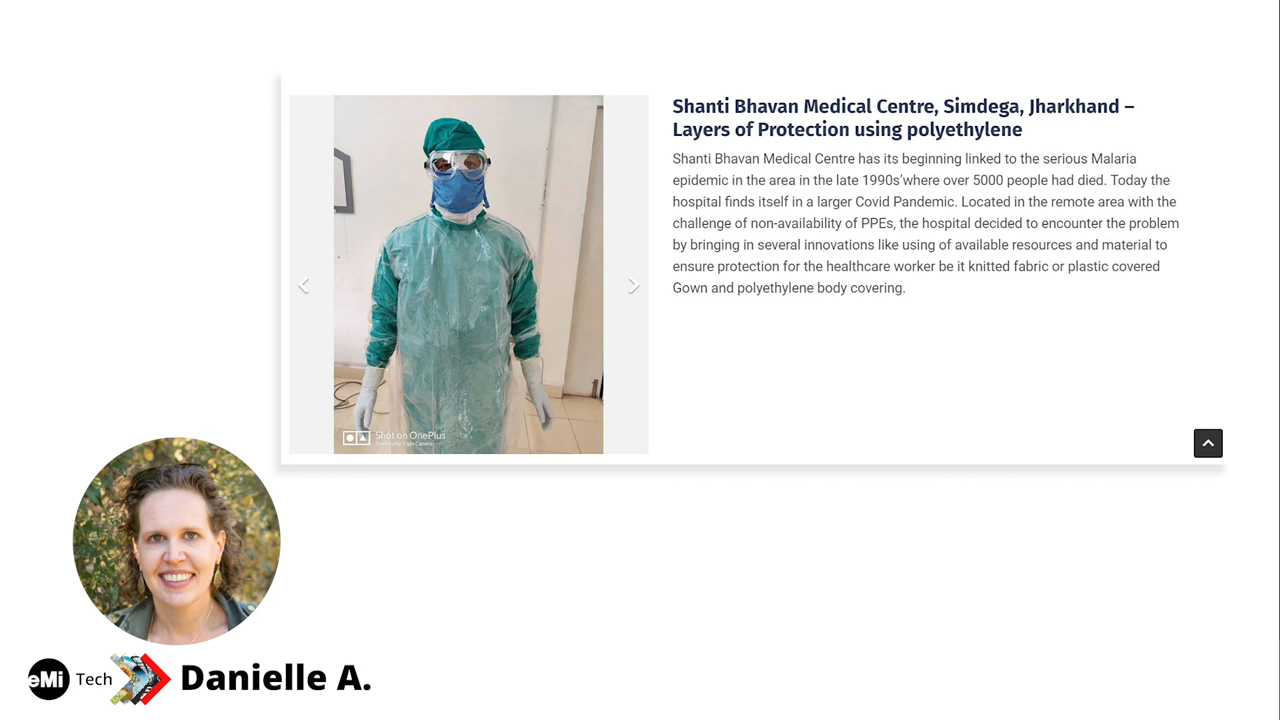 Shanti Bhavan Medical Centre, Simdega, Jharkhand –
Layers of Protection using polyethylene
Shanti Bhavan Medical Centre has its beginning linked to the serious Malaria
epidemic in the area in the late 1990s’where over 5000 people had died. Today the
hospital finds itself in a larger Covid Pandemic. Located in the remote area with the
challenge of non-availability of PPEs, the hospital decided to encounter the problem
by bringing in several innovations like using of available resources and material to
ensure protection for the healthcare worker be it knitted fabric or plastic covered
Gown and polyethylene body covering.
Shot on OnePlus
eMi Tech
Danielle A.